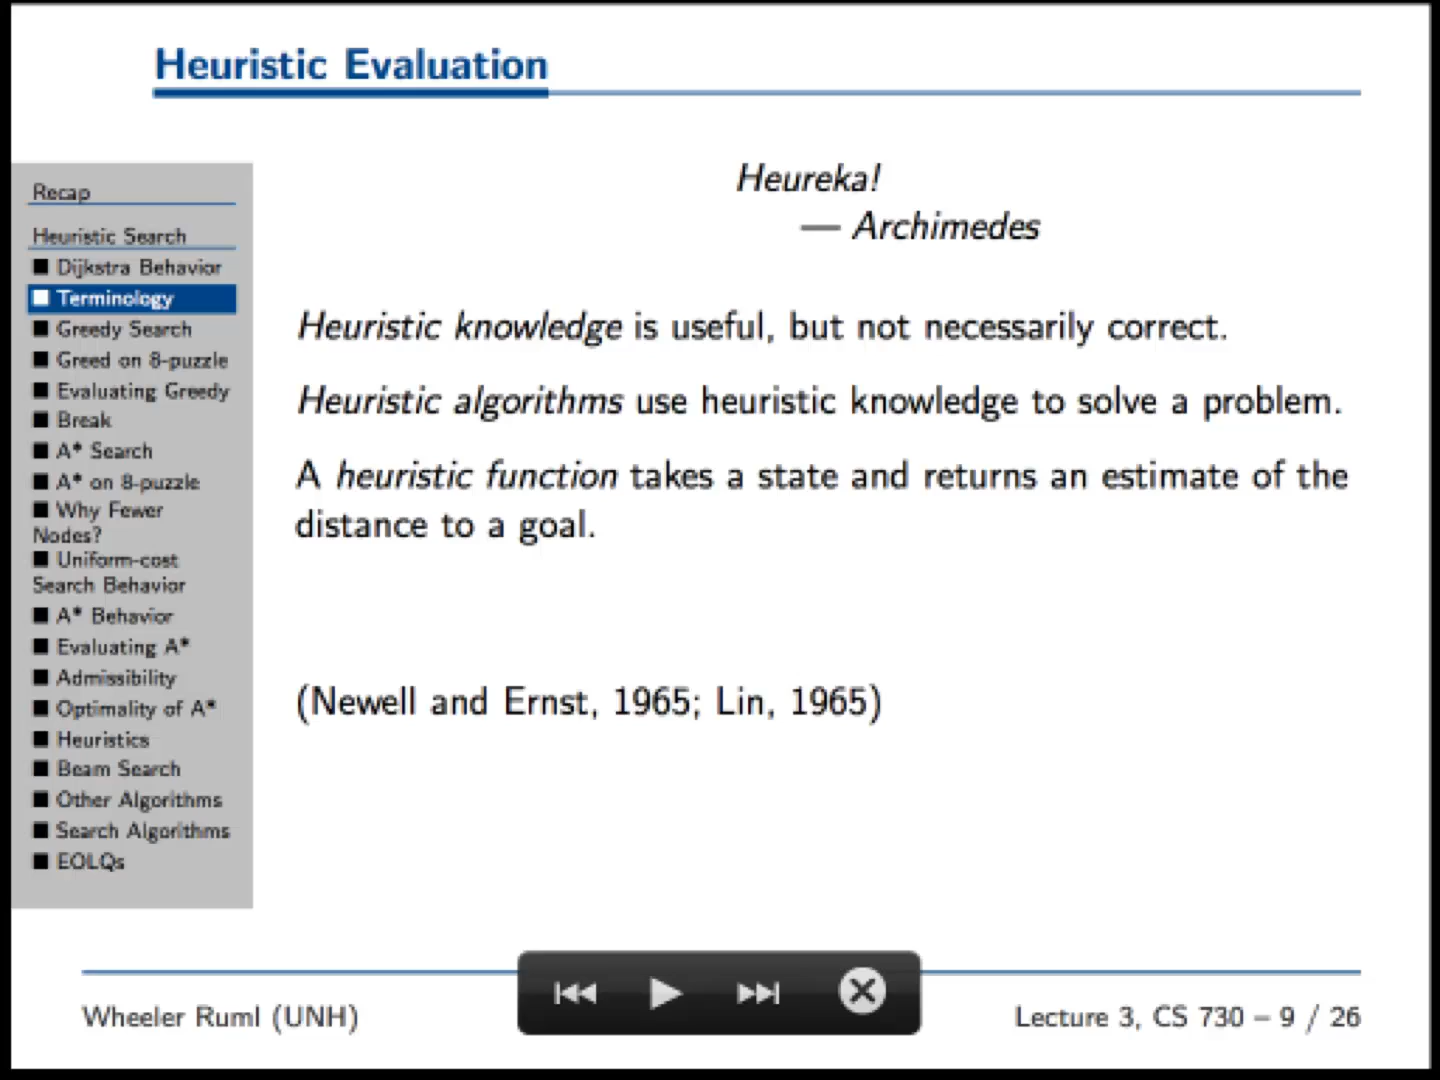 Heuristic Evaluation
Recap
Heuristic Search
■ Dijkstra Behavior
■ Terminology
■ Greedy Search
■ Greed on 8-puzzle
■ Evaluating Greedy
■ Break
■ A* Search
■ A* on 8-puzzle
■ Why Fewer
Nodes?
■ Uniform-cost
Search Behavior
■ A* Behavior
■ Evaluating A*
■ Admissibility
■ Optimality of A*
■ Heuristics
■ Beam Search
■ Other Algorithms
■ Search Algorithms
■ EOLQs
Heureka!
— Archimedes
Heuristic knowledge is useful, but not necessarily correct.
Heuristic algorithms use heuristic knowledge to solve a problem.
A heuristic function takes a state and returns an estimate of the
distance to a goal.
(Newell and Ernst, 1965; Lin, 1965)
Wheeler Ruml (UNH)
Lecture 3, CS 730 – 9 / 26